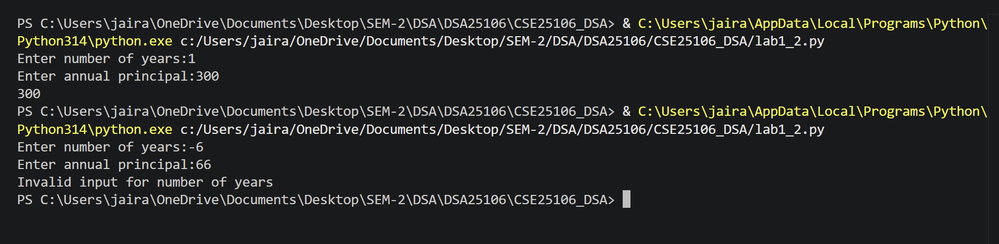 PS C:\Users\jaira\OneDrive\Documents\Desktop\SEM-2\DSA\DSA25106\CSE25106_DSA> & C:\Users\jaira\AppData\Local\Programs\Python\
Python314\python.exe c:/Users/jaira/OneDrive/Documents/Desktop/SEM-2/DSA/DSA25106/CSE25106_DSA/lab1_2.py
Enter number of years:1
Enter annual principal:300
300
PS C:\Users\jaira\OneDrive\Documents\Desktop\SEM-2\DSA\DSA25106\CSE25106_DSA> & C:\Users\jaira\AppData\Local\Programs\Python\
Python314\python.exe c:/Users/jaira/OneDrive/Documents/Desktop/SEM-2/DSA/DSA25106/CSE25106_DSA/lab1_2.py
Enter number of years:-6
Enter annual principal:66
Invalid input for number of years
PS C:\Users\jaira\OneDrive\Documents\Desktop\SEM-2\DSA\DSA25106\CSE25106_DSA>